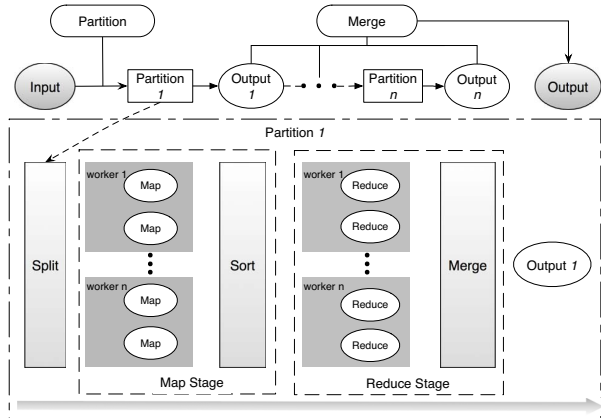 Partition
Merge
Input
Partition
1
Output
1
Partition
n
Output
n
Output
Partition 1
Split
worker 1
Map
Map
worker n
Map
Map
Sort
Map Stage
worker 1
Reduce
Reduce
worker n
Reduce
Reduce
Merge
Reduce Stage
Output 1